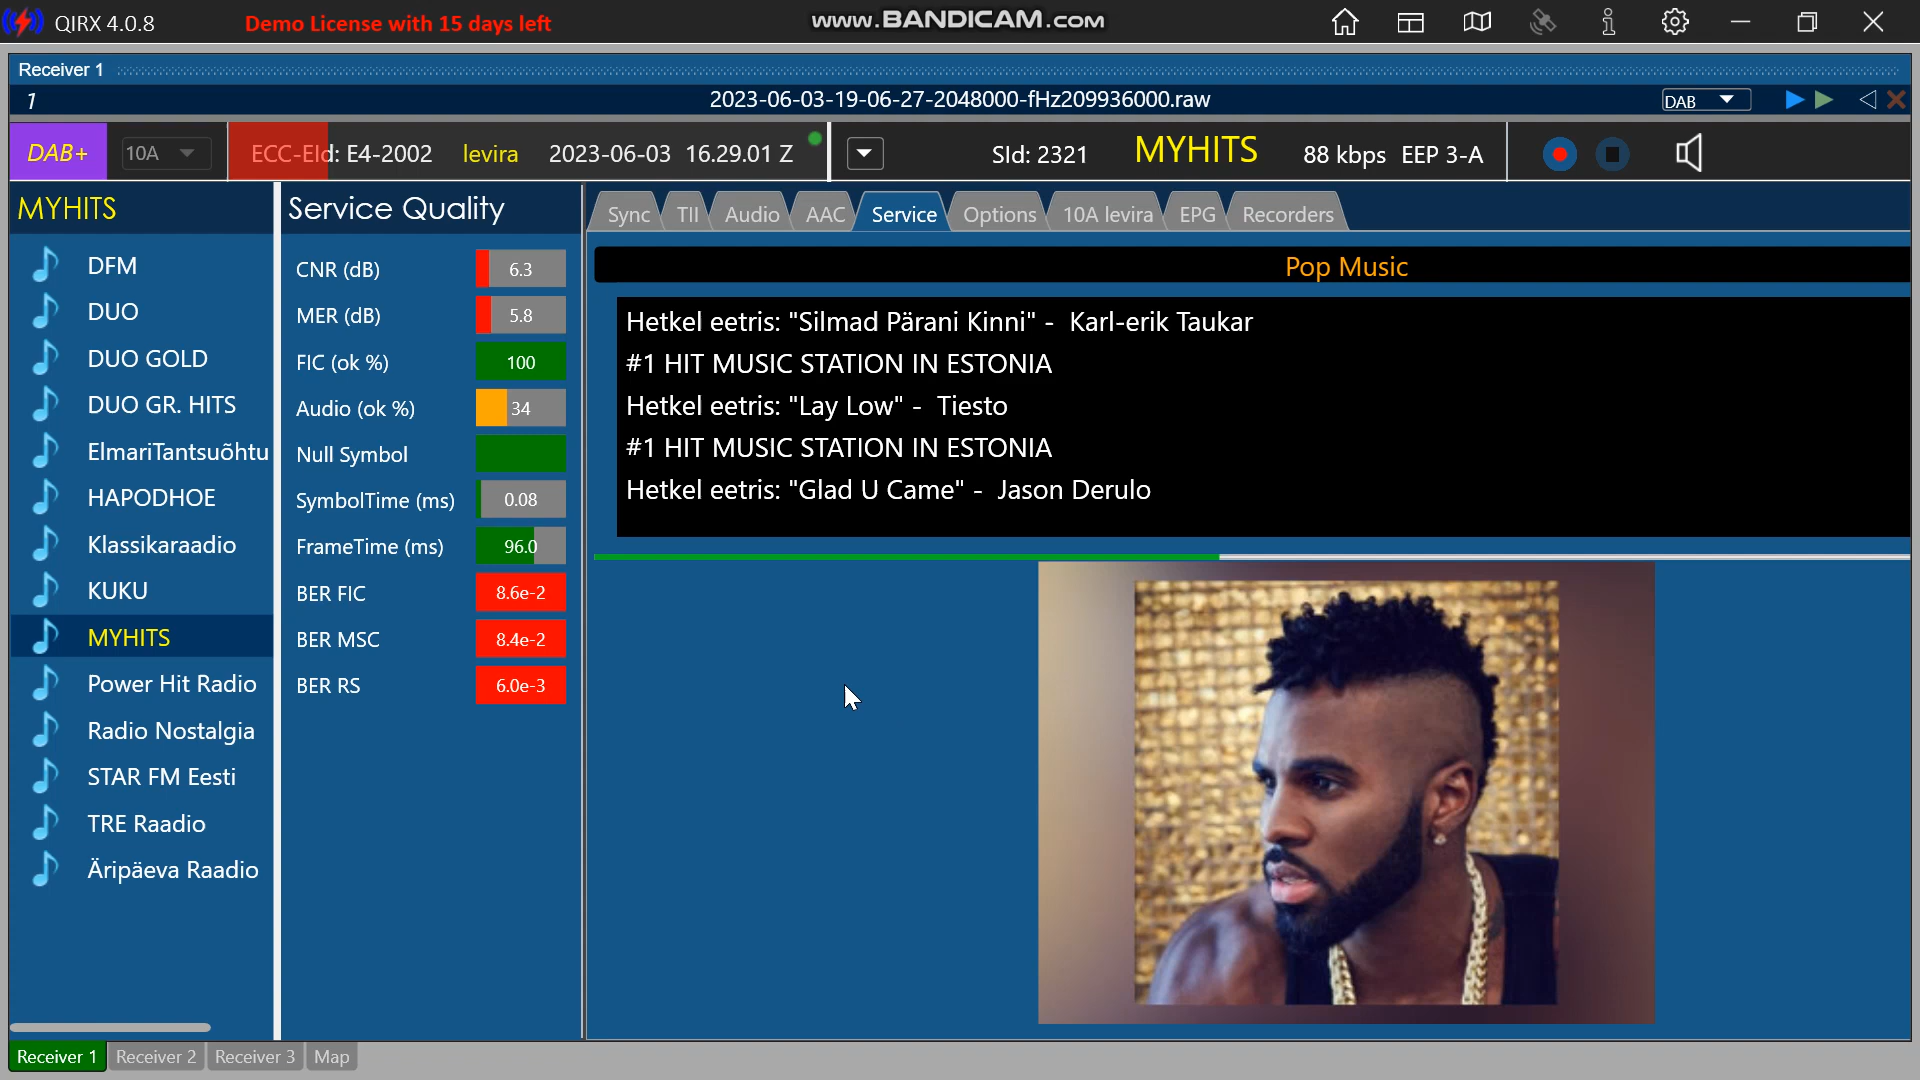 QIRX 4.0.8
Demo License with 15 days left
www.BANDICAM.com
Receiver 1
1
2023-06-03-19-06-27-2048000-fHz209936000.raw
DAB
DAB+
10A
ECC-EId: E4-2002
levira
2023-06-03 16.29.01 Z
SId: 2321
MYHITS
88 kbps
EEP 3-A
MYHITS
DFM
DUO
DUO GOLD
DUO GR. HITS
ElmariTantsuõhtu
HAPODHOE
Klassikaraadio
KUKU
MYHITS
Power Hit Radio
Radio Nostalgia
STAR FM Eesti
TRE Raadio
Äripäeva Raadio
Service Quality
CNR (dB) 6.3
MER (dB) 5.8
FIC (ok %) 100
Audio (ok %) 34
Null Symbol
SymbolTime (ms) 0.08
FrameTime (ms) 96.0
BER FIC 8.6e-2
BER MSC 8.4e-2
BER RS 6.0e-3
Sync
TII
Audio
AAC
Service
Options
10A levira
EPG
Recorders
Pop Music
Hetkel eetris: "Silmad Pärani Kinni" - Karl-erik Taukar
#1 HIT MUSIC STATION IN ESTONIA
Hetkel eetris: "Lay Low" - Tiesto
#1 HIT MUSIC STATION IN ESTONIA
Hetkel eetris: "Glad U Came" - Jason Derulo
Receiver 1
Receiver 2
Receiver 3
Map